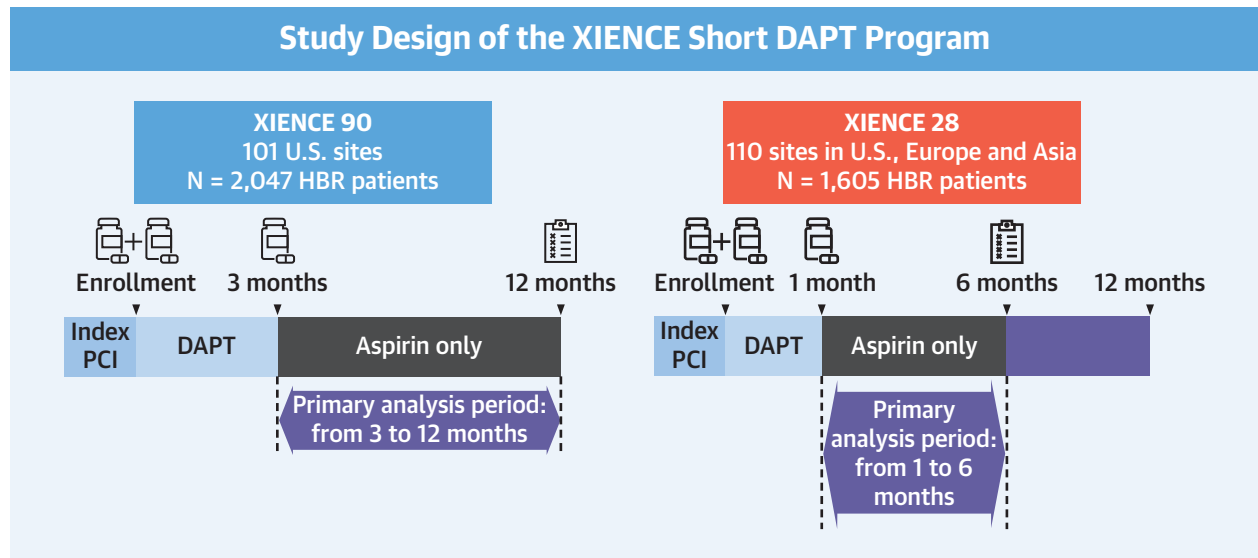 Study Design of the XIENCE Short DAPT Program
XIENCE 90
101 U.S. sites
N = 2,047 HBR patients
Enrollment
3 months
12 months
Index
PCI
DAPT
Aspirin only
Primary analysis period:
from 3 to 12 months
XIENCE 28
110 sites in U.S., Europe and Asia
N = 1,605 HBR patients
Enrollment
1 month
6 months
12 months
Index
PCI
DAPT
Aspirin only
Primary
analysis period:
from 1 to 6
months